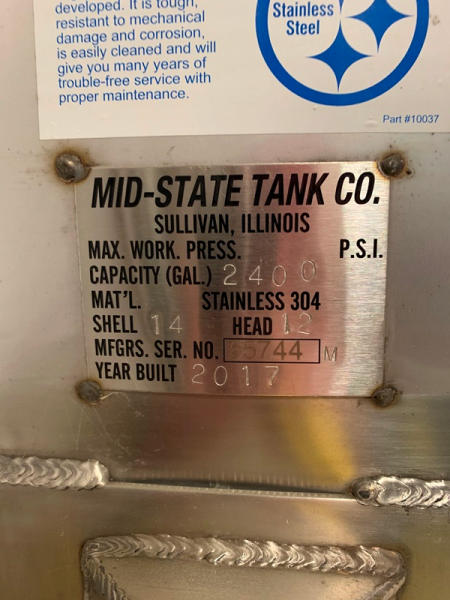 developed. It is tough,
resistant to mechanical
damage and corrosion,
is easily cleaned and will
give you many years of
trouble-free service with
proper maintenance.
Stainless
Steel
Part #10037
MID-STATE TANK CO.
SULLIVAN, ILLINOIS
MAX. WORK. PRESS. P.S.I.
CAPACITY (GAL.) 2400
MAT'L. STAINLESS 304
SHELL 14 HEAD 12
MFGRS. SER. NO. M
YEAR BUILT 2017